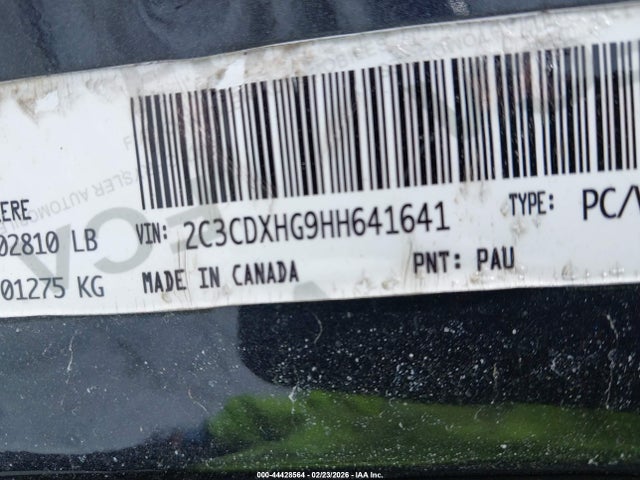 IERE
02810 LB
01275 KG
VIN: 2C3CDXHG9HH641641
TYPE: PC/
MADE IN CANADA
PNT: PAU
000-44428564 - 02/23/2026 - IAA Inc.